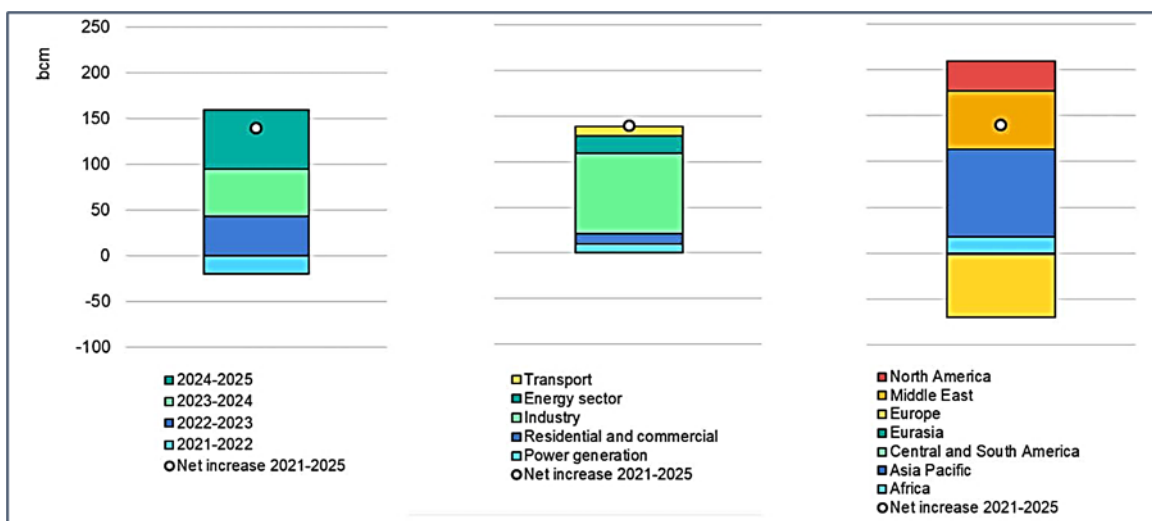 bcm
250
200
150
100
50
0
-50
-100
2024-2025
2023-2024
2022-2023
2021-2022
Net increase 2021-2025
Transport
Energy sector
Industry
Residential and commercial
Power generation
Net increase 2021-2025
North America
Middle East
Europe
Eurasia
Central and South America
Asia Pacific
Africa
Net increase 2021-2025